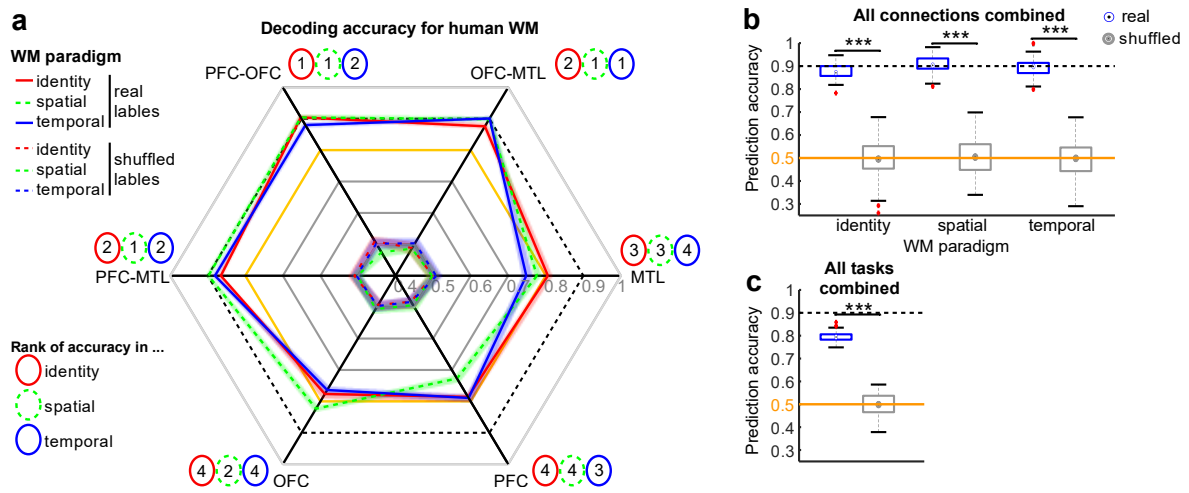 a
Decoding accuracy for human WM
WM paradigm
identity
spatial
temporal
real
lables
identity
spatial
temporal
shuffled
lables
PFC-OFC
1 1 2
OFC-MTL
2 1 1
2 1 2
PFC-MTL
3 3 4
MTL
0.4 0.5 0.6 0.7 0.8 0.9 1
Rank of accuracy in ...
identity
spatial
temporal
4 2 4
OFC
PFC
4 4 3
b
All connections combined
real
shuffled
***
***
***
Prediction accuracy
1
0.9
0.8
0.7
0.6
0.5
0.4
0.3
identity
spatial
temporal
WM paradigm
c
All tasks
combined
***
Prediction accuracy
1
0.9
0.8
0.7
0.6
0.5
0.4
0.3